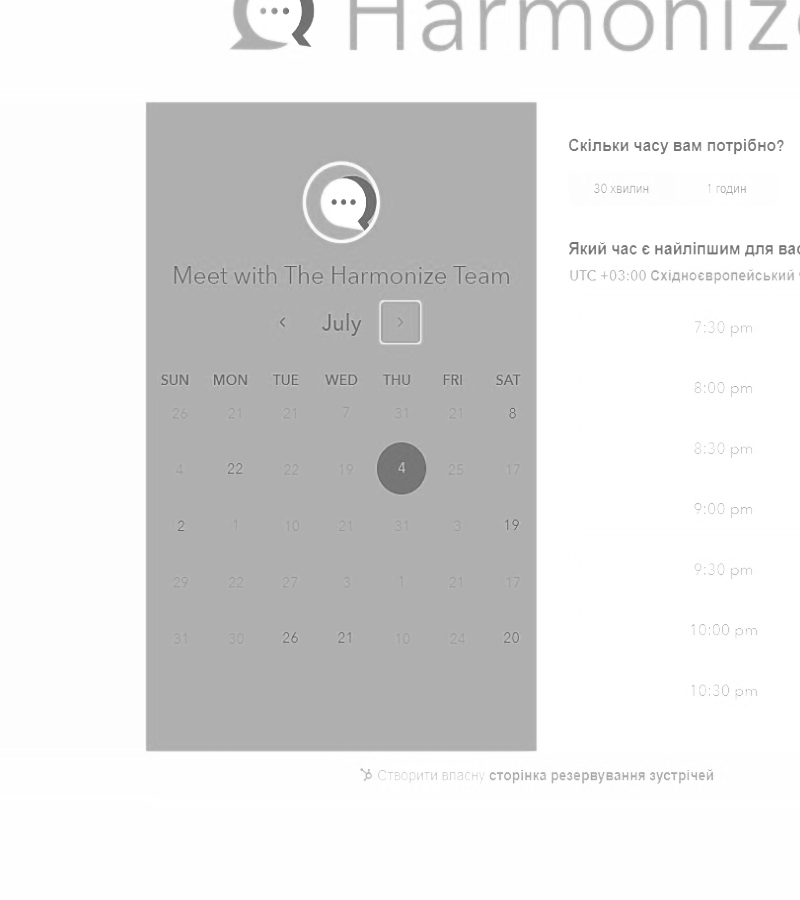 Harmonize
Meet with The Harmonize Team
July
SUN MON TUE WED THU FRI SAT
26 21 21 7 31 21 8
4 22 22 19 4 25 17
2 1 10 21 31 3 19
29 22 27 3 1 21 17
31 30 26 21 10 24 20
Скільки часу вам потрібно?
30 хвилин 1 годин
Який час є найліпшим для вас
UTC +03:00 Східноєвропейський
7:30 pm
8:00 pm
8:30 pm
9:00 pm
9:30 pm
10:00 pm
10:30 pm
Створити власну сторінка резервування зустрічей